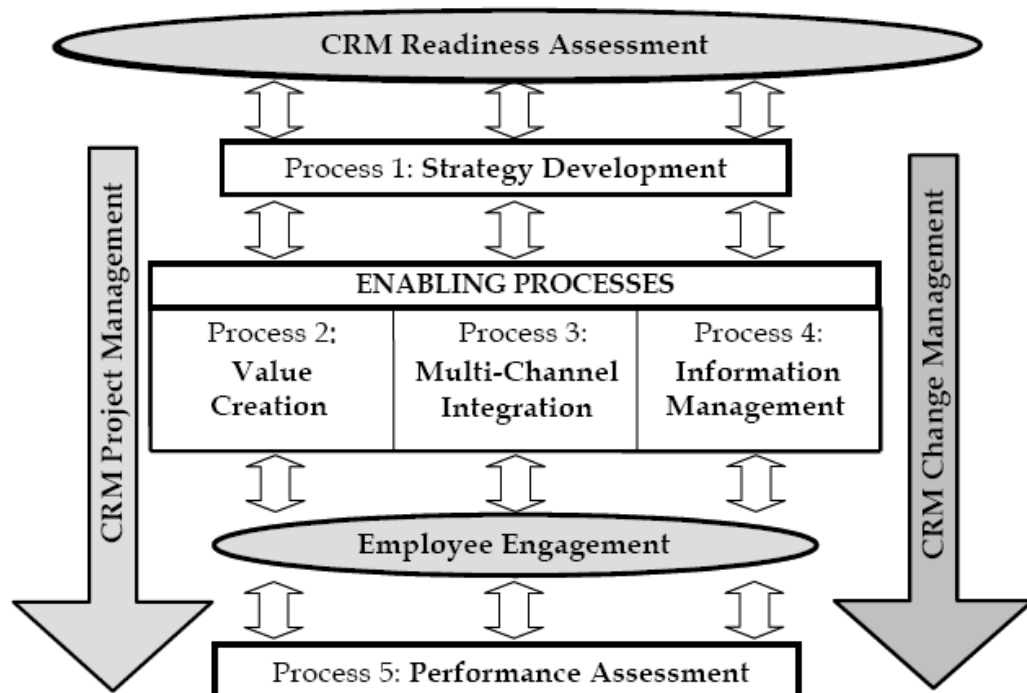 CRM Readiness Assessment
Process 1: Strategy Development
CRM Project Management
CRM Change Management
ENABLING PROCESSES
Process 2:
Value
Creation
Process 3:
Multi-Channel
Integration
Process 4:
Information
Management
Employee Engagement
Process 5: Performance Assessment